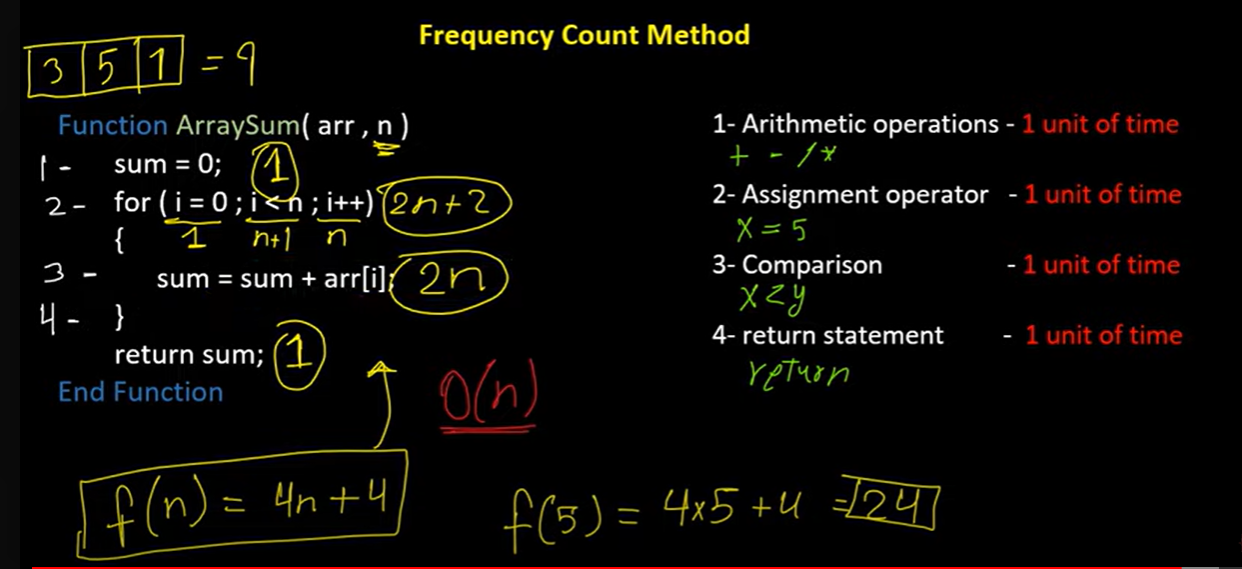 Frequency Count Method
3 5 1 = 9
Function ArraySum( arr , n )
1 - sum = 0; 1
2 - for ( i = 0 ; i < n ; i++) 2n+2
{ 1 n+1 n
3 - sum = sum + arr[i]; 2n
4 - }
return sum; 1
End Function
O(n)
f(n) = 4n+4
f(5) = 4x5+4 = 24
1- Arithmetic operations - 1 unit of time
+ - / *
2- Assignment operator - 1 unit of time
X = 5
3- Comparison - 1 unit of time
X < y
4- return statement - 1 unit of time
return